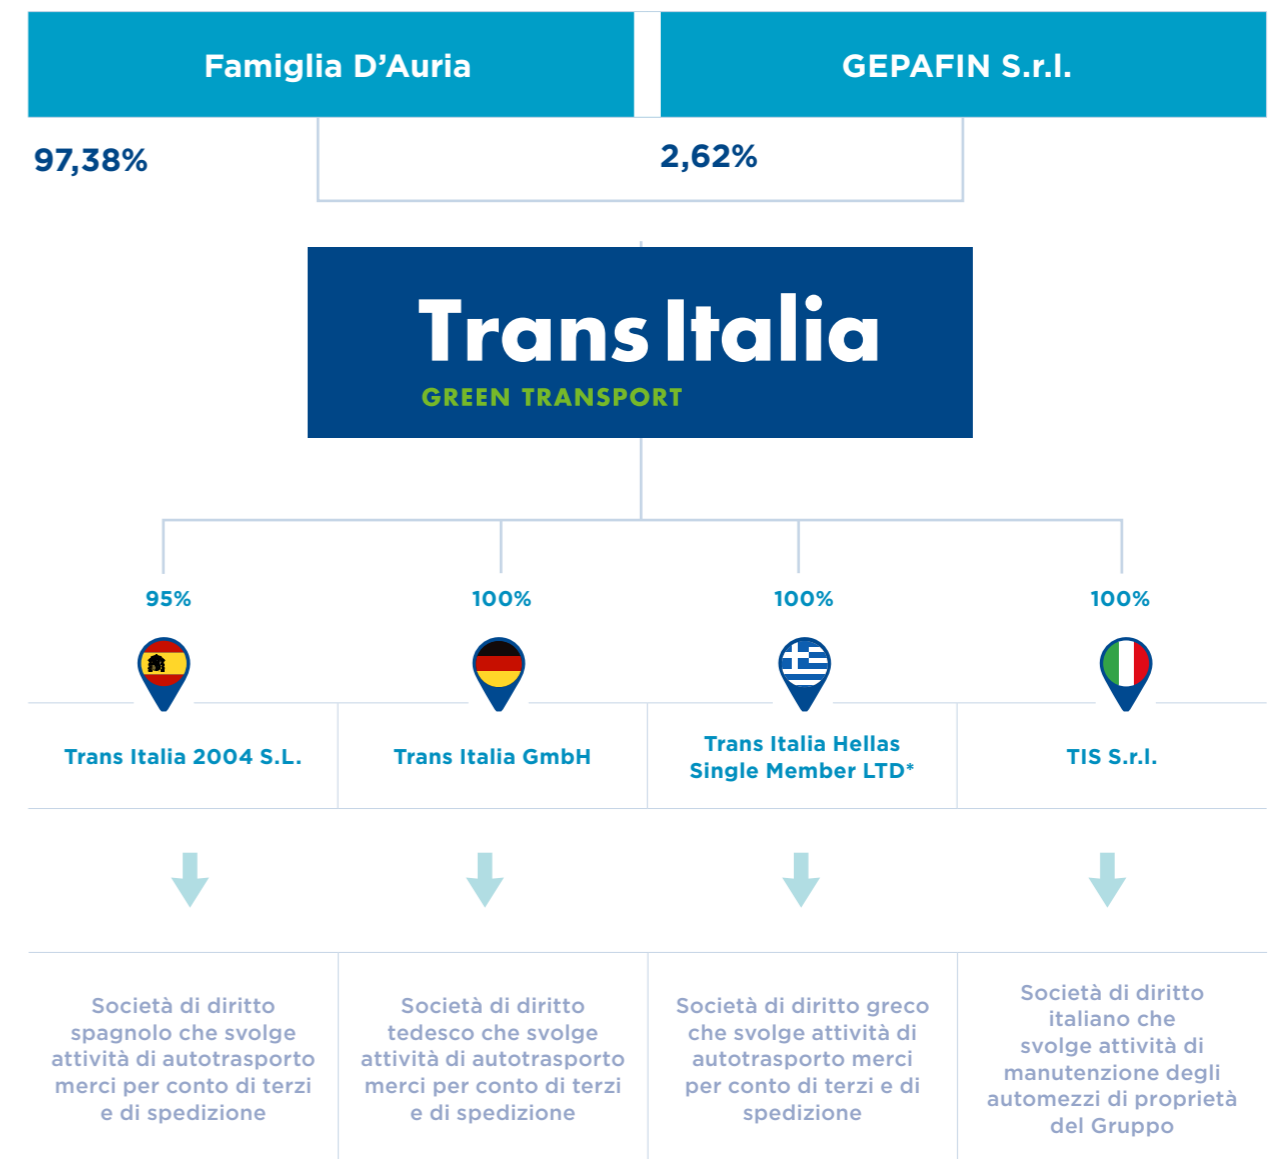 Famiglia D’Auria
GEPAFIN S.r.l.
97,38%
2,62%
Trans Italia
GREEN TRANSPORT
95%
100%
100%
100%
Trans Italia 2004 S.L.
Trans Italia GmbH
Trans Italia Hellas
Single Member LTD*
TIS S.r.l.
Società di diritto
spagnolo che svolge
attività di autotrasporto
merci per conto di terzi
e di spedizione
Società di diritto
tedesco che svolge
attività di autotrasporto
merci per conto di terzi
e di spedizione
Società di diritto greco
che svolge attività di
autotrasporto merci
per conto di terzi e di
spedizione
Società di diritto
italiano che
svolge attività di
manutenzione degli
automezzi di proprietà
del Gruppo